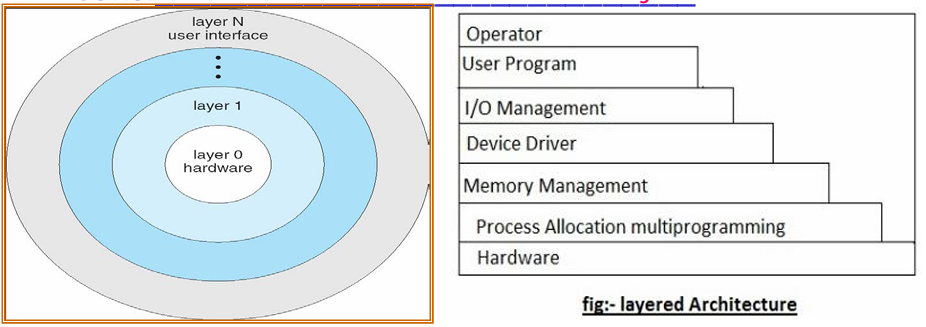 layer N
user interface
layer 1
layer 0
hardware
Operator
User Program
I/O Management
Device Driver
Memory Management
Process Allocation multiprogramming
Hardware
fig:- layered Architecture